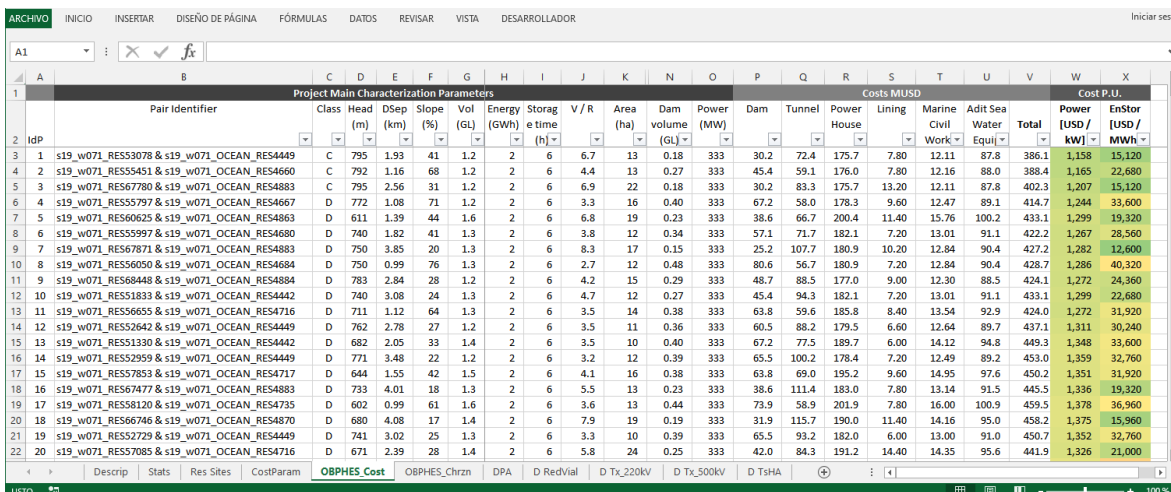 ARCHIVO INICIO INSERTAR DISEÑO DE PÁGINA FÓRMULAS DATOS REVISAR VISTA DESARROLLADOR Iniciar ses
A1 fx
A B C D E F G H I J K N O P Q R S T U V W X
1 Project Main Characterization Parameters Costs MUSD Cost P.U.
Pair Identifier Class Head DSep Slope Vol Energy Storag V / R Area Dam Power Dam Tunnel Power Lining Marine Adit Sea Power EnStor
(m) (km) (%) (GL) (GWh) e time (ha) volume (MW) House Civil Water Total [USD / [USD /
2 IdP (h) (GL) Work Equi kW] MWh
3 1 s19_w071_RES53078 & s19_w071_OCEAN_RES4449 C 795 1.93 41 1.2 2 6 6.7 13 0.18 333 30.2 72.4 175.7 7.80 12.11 87.8 386.1 1,158 15,120
4 2 s19_w071_RES55451 & s19_w071_OCEAN_RES4660 C 792 1.16 68 1.2 2 6 4.4 13 0.27 333 45.4 59.1 176.0 7.80 12.16 88.0 388.4 1,165 22,680
5 3 s19_w071_RES67780 & s19_w071_OCEAN_RES4883 C 795 2.56 31 1.2 2 6 6.9 22 0.18 333 30.2 83.3 175.7 13.20 12.11 87.8 402.3 1,207 15,120
6 4 s19_w071_RES55797 & s19_w071_OCEAN_RES4667 D 772 1.08 71 1.2 2 6 3.3 16 0.40 333 67.2 58.0 178.3 9.60 12.47 89.1 414.7 1,244 33,600
7 5 s19_w071_RES60625 & s19_w071_OCEAN_RES4863 D 611 1.39 44 1.6 2 6 6.8 19 0.23 333 38.6 66.7 200.4 11.40 15.76 100.2 433.1 1,299 19,320
8 6 s19_w071_RES55997 & s19_w071_OCEAN_RES4680 D 740 1.82 41 1.3 2 6 3.8 12 0.34 333 57.1 71.7 182.1 7.20 13.01 91.1 422.2 1,267 28,560
9 7 s19_w071_RES67871 & s19_w071_OCEAN_RES4883 D 750 3.85 20 1.3 2 6 8.3 17 0.15 333 25.2 107.7 180.9 10.20 12.84 90.4 427.2 1,282 12,600
10 8 s19_w071_RES56050 & s19_w071_OCEAN_RES4684 D 750 0.99 76 1.3 2 6 2.7 12 0.48 333 80.6 56.7 180.9 7.20 12.84 90.4 428.7 1,286 40,320
11 9 s19_w071_RES68448 & s19_w071_OCEAN_RES4884 D 783 2.84 28 1.2 2 6 4.2 15 0.29 333 48.7 88.5 177.0 9.00 12.30 88.5 424.1 1,272 24,360
12 10 s19_w071_RES51833 & s19_w071_OCEAN_RES4442 D 740 3.08 24 1.3 2 6 4.7 12 0.27 333 45.4 94.3 182.1 7.20 13.01 91.1 433.1 1,299 22,680
13 11 s19_w071_RES56655 & s19_w071_OCEAN_RES4716 D 711 1.12 64 1.3 2 6 3.5 14 0.38 333 63.8 59.6 185.8 8.40 13.54 92.9 424.0 1,272 31,920
14 12 s19_w071_RES52642 & s19_w071_OCEAN_RES4449 D 762 2.78 27 1.2 2 6 3.5 11 0.36 333 60.5 88.2 179.5 6.60 12.64 89.7 437.1 1,311 30,240
15 13 s19_w071_RES51330 & s19_w071_OCEAN_RES4442 D 682 2.05 33 1.4 2 6 3.5 10 0.40 333 67.2 77.5 189.7 6.00 14.12 94.8 449.3 1,348 33,600
16 14 s19_w071_RES52959 & s19_w071_OCEAN_RES4449 D 771 3.48 22 1.2 2 6 3.2 12 0.39 333 65.5 100.2 178.4 7.20 12.49 89.2 453.0 1,359 32,760
17 15 s19_w071_RES57853 & s19_w071_OCEAN_RES4717 D 644 1.55 42 1.5 2 6 4.1 16 0.38 333 63.8 69.0 195.2 9.60 14.95 97.6 450.2 1,351 31,920
18 16 s19_w071_RES67477 & s19_w071_OCEAN_RES4883 D 733 4.01 18 1.3 2 6 5.5 13 0.23 333 38.6 111.4 183.0 7.80 13.14 91.5 445.5 1,336 19,320
19 17 s19_w071_RES58120 & s19_w071_OCEAN_RES4735 D 602 0.99 61 1.6 2 6 3.6 13 0.44 333 73.9 58.9 201.9 7.80 16.00 100.9 459.5 1,378 36,960
20 18 s19_w071_RES66746 & s19_w071_OCEAN_RES4870 D 680 4.08 17 1.4 2 6 7.9 19 0.19 333 31.9 115.7 190.0 11.40 14.16 95.0 458.2 1,375 15,960
21 19 s19_w071_RES52729 & s19_w071_OCEAN_RES4449 D 741 3.02 25 1.3 2 6 3.3 10 0.39 333 65.5 93.2 182.0 6.00 13.00 91.0 450.7 1,352 32,760
22 20 s19_w071_RES57085 & s19_w071_OCEAN_RES4716 D 671 2.39 28 1.4 2 6 5.8 24 0.25 333 42.0 84.3 191.2 14.40 14.35 95.6 441.9 1,326 21,000
Descrip Stats Res Sites CostParam OBPHES_Cost OBPHES_Chrzn DPA D RedVial D Tx_220kV D Tx_500kV D TsHA
LISTO 100 %